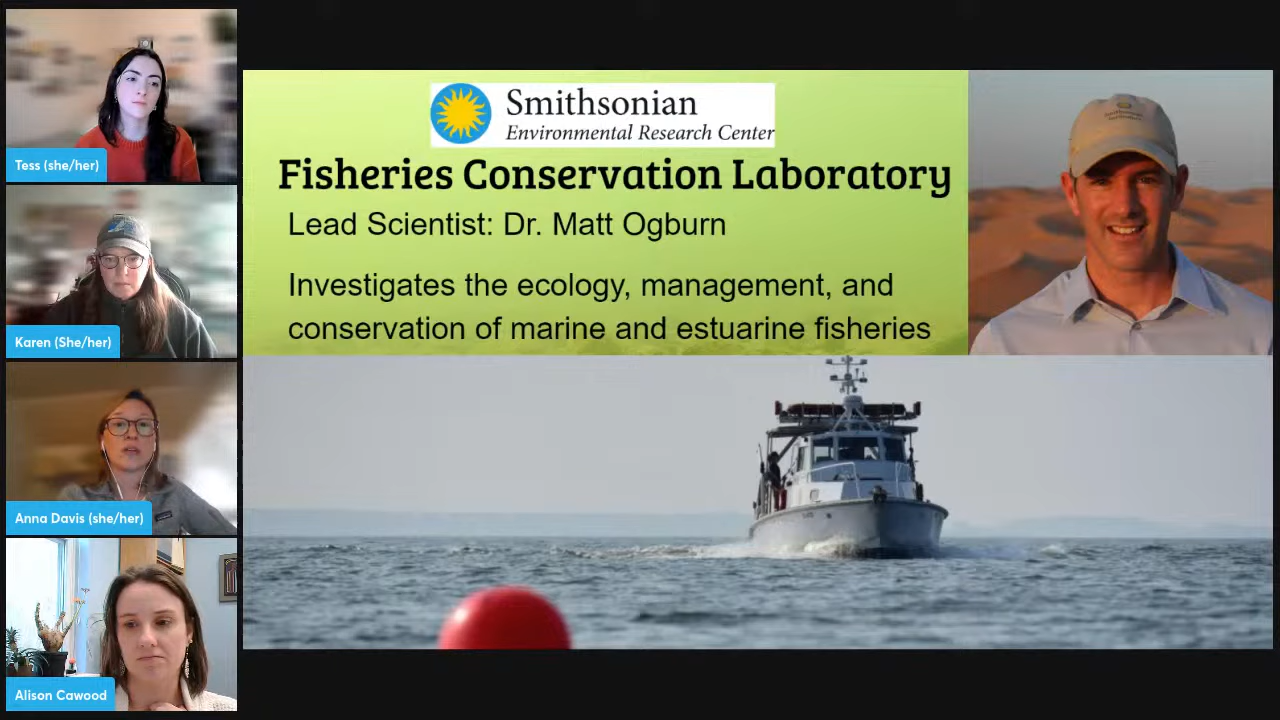 Tess (she/her)
Karen (She/her)
Anna Davis (she/her)
Alison Cawood
Smithsonian
Environmental Research Center
Fisheries Conservation Laboratory
Lead Scientist: Dr. Matt Ogburn
Investigates the ecology, management, and
conservation of marine and estuarine fisheries